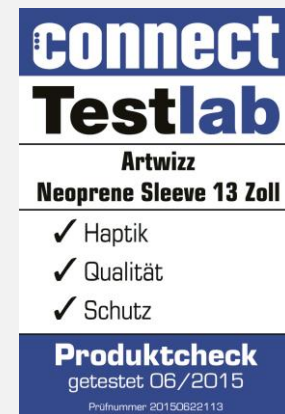 connect
Testlab
Artwizz
Neoprene Sleeve 13 Zoll
✓ Haptik
✓ Qualität
✓ Schutz
Produktcheck
getestet 06/2015
Prüfnummer 20150622113